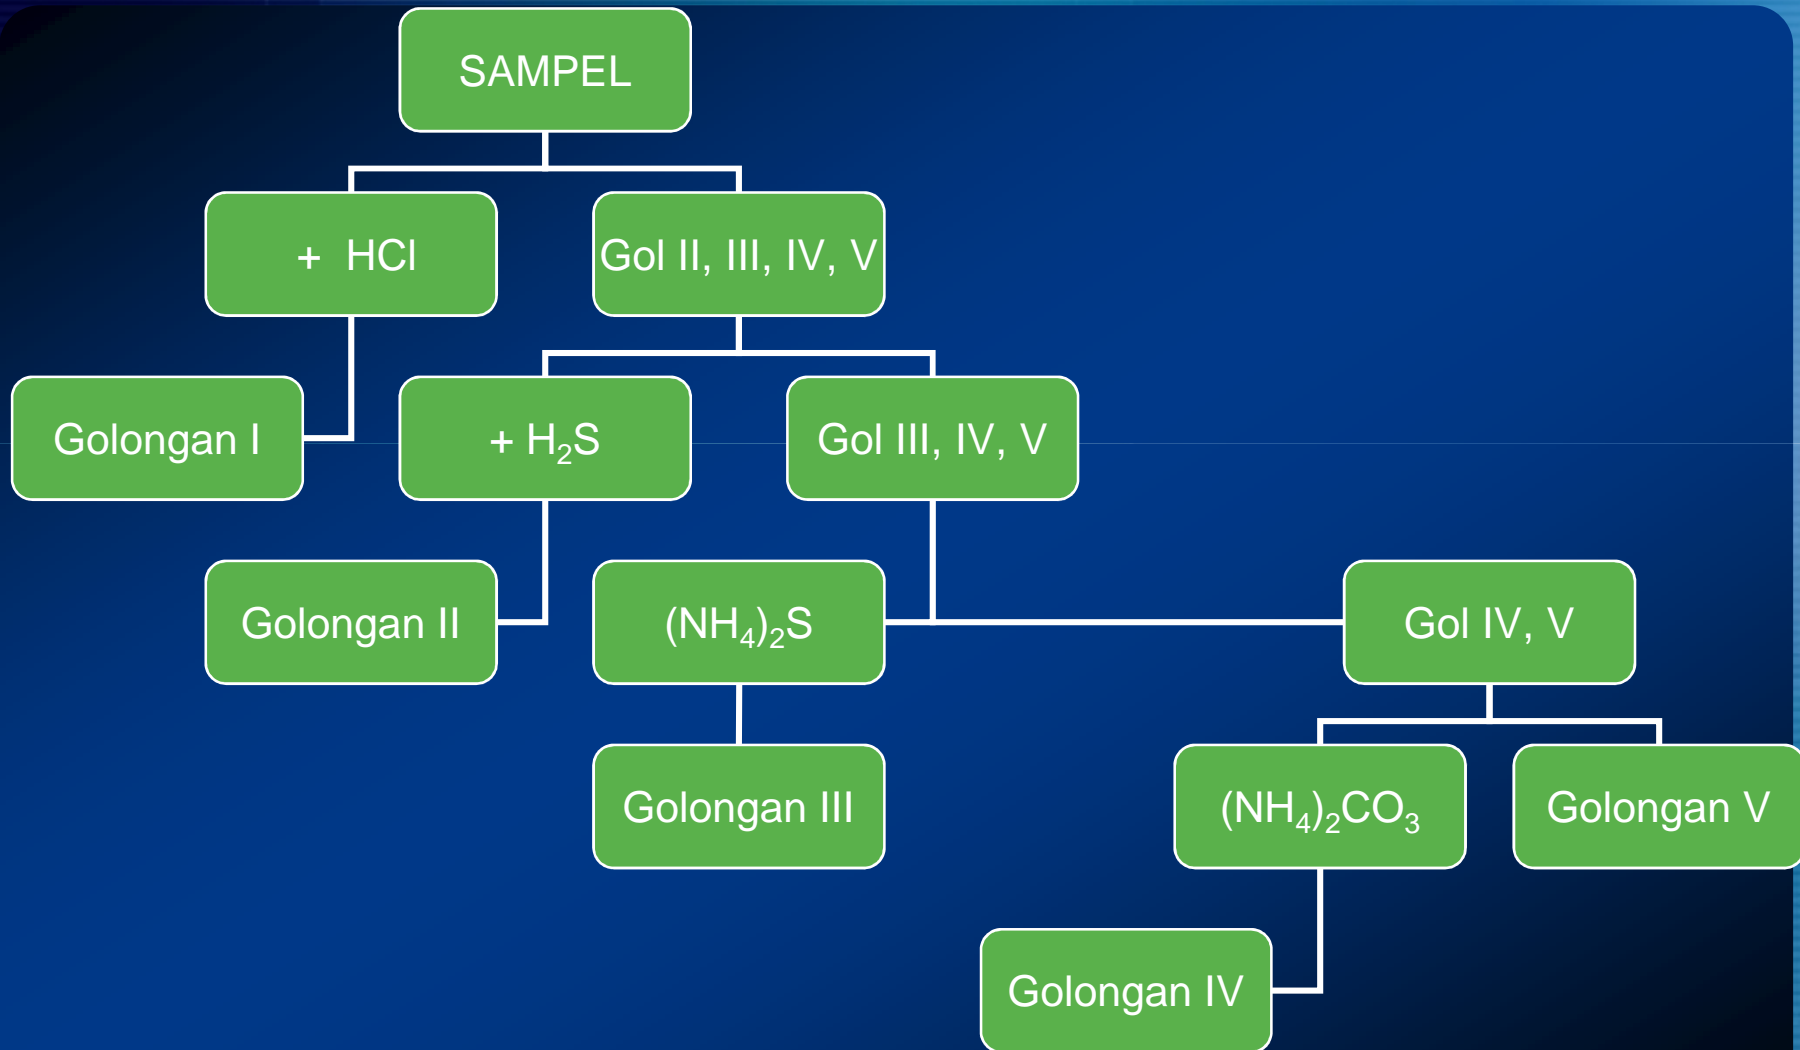 SAMPEL
+ HCl
Gol II, III, IV, V
Golongan I
+ H₂S
Gol III, IV, V
Golongan II
(NH₄)₂S
Gol IV, V
Golongan III
(NH₄)₂CO₃
Golongan V
Golongan IV